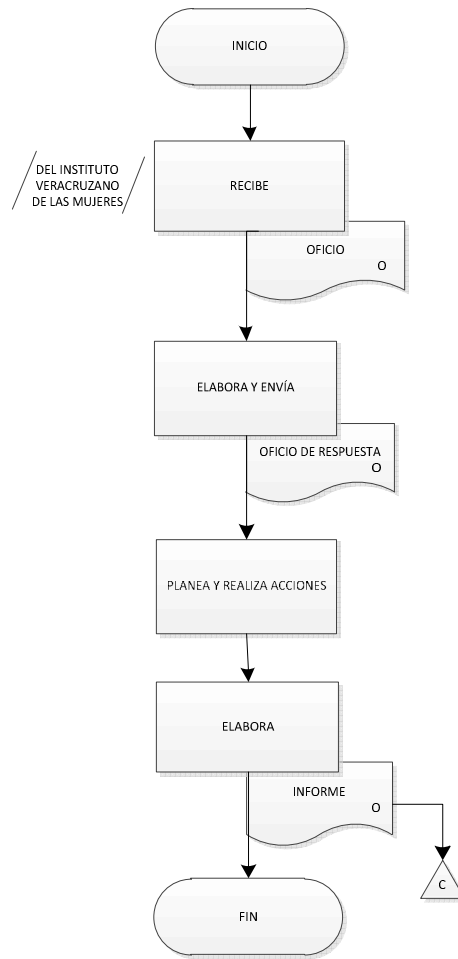 INICIO
DEL INSTITUTO
VERACRUZANO
DE LAS MUJERES
RECIBE
OFICIO
O
ELABORA Y ENVÍA
OFICIO DE RESPUESTA
O
PLANEA Y REALIZA ACCIONES
ELABORA
INFORME
O
C
FIN